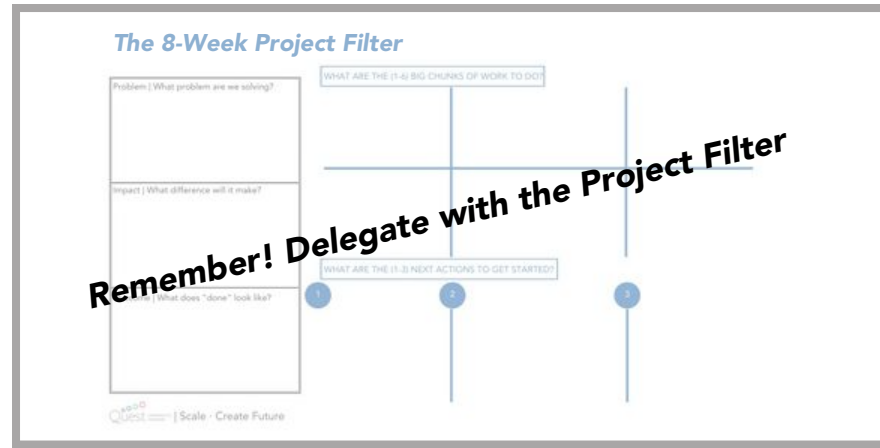 The 8-Week Project Filter
WHAT ARE THE (1-6) BIG CHUNKS OF WORK TO DO?
Problem | What problem are we solving?
Impact | What difference will it make?
Remember! Delegate with the Project Filter
WHAT ARE THE (1-3) NEXT ACTIONS TO GET STARTED?
| What does "done" look like?
1
2
3
Quest
| Scale - Create Future